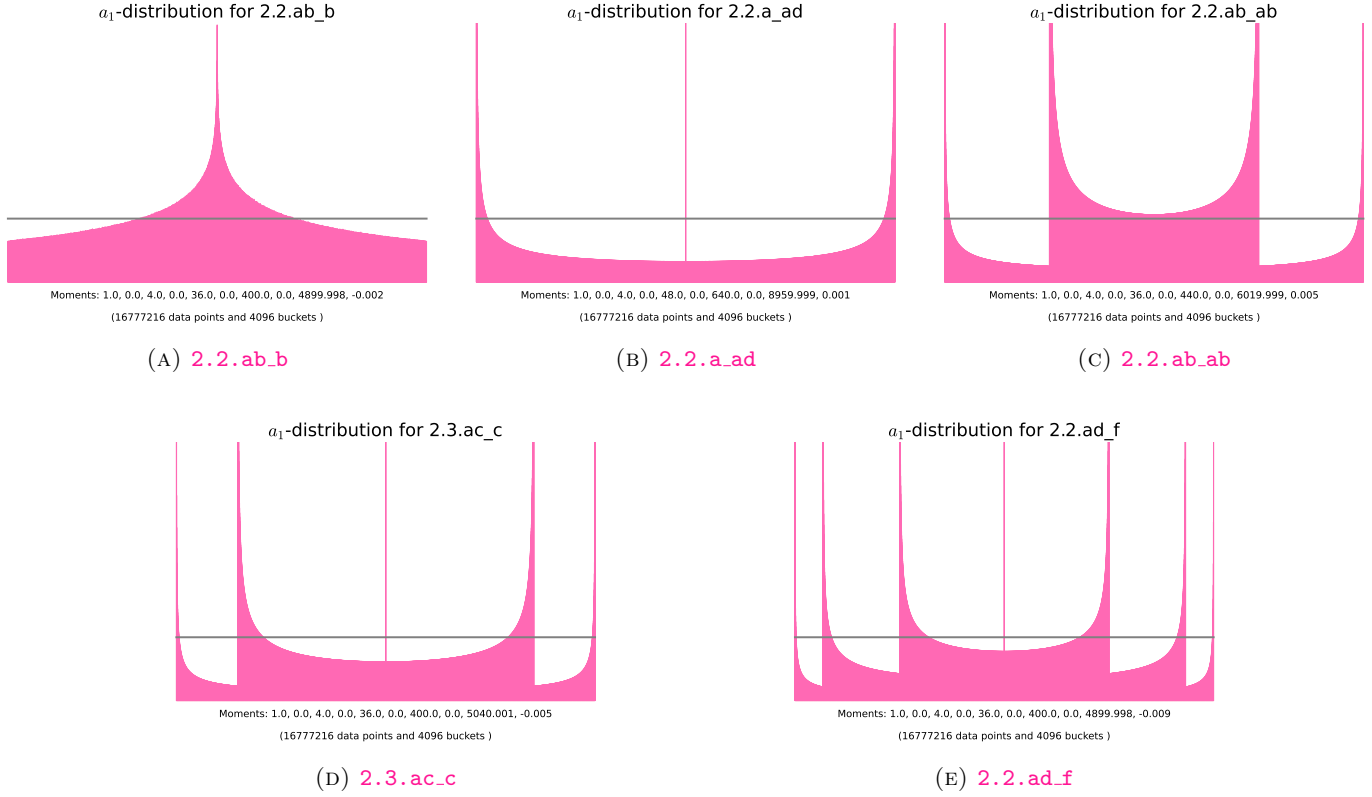 a₁-distribution for 2.2.ab_b
Moments: 1.0, 0.0, 4.0, 0.0, 36.0, 0.0, 400.0, 0.0, 4899.998, -0.002
(16777216 data points and 4096 buckets )
(A) 2.2.ab_b
a₁-distribution for 2.2.a_ad
Moments: 1.0, 0.0, 4.0, 0.0, 48.0, 0.0, 640.0, 0.0, 8959.999, 0.001
(16777216 data points and 4096 buckets )
(B) 2.2.a_ad
a₁-distribution for 2.2.ab_ab
Moments: 1.0, 0.0, 4.0, 0.0, 36.0, 0.0, 440.0, 0.0, 6019.999, 0.005
(16777216 data points and 4096 buckets )
(C) 2.2.ab_ab
a₁-distribution for 2.3.ac_c
Moments: 1.0, 0.0, 4.0, 0.0, 36.0, 0.0, 400.0, 0.0, 5040.001, -0.005
(16777216 data points and 4096 buckets )
(D) 2.3.ac_c
a₁-distribution for 2.2.ad_f
Moments: 1.0, 0.0, 4.0, 0.0, 36.0, 0.0, 400.0, 0.0, 4899.998, -0.009
(16777216 data points and 4096 buckets )
(E) 2.2.ad_f